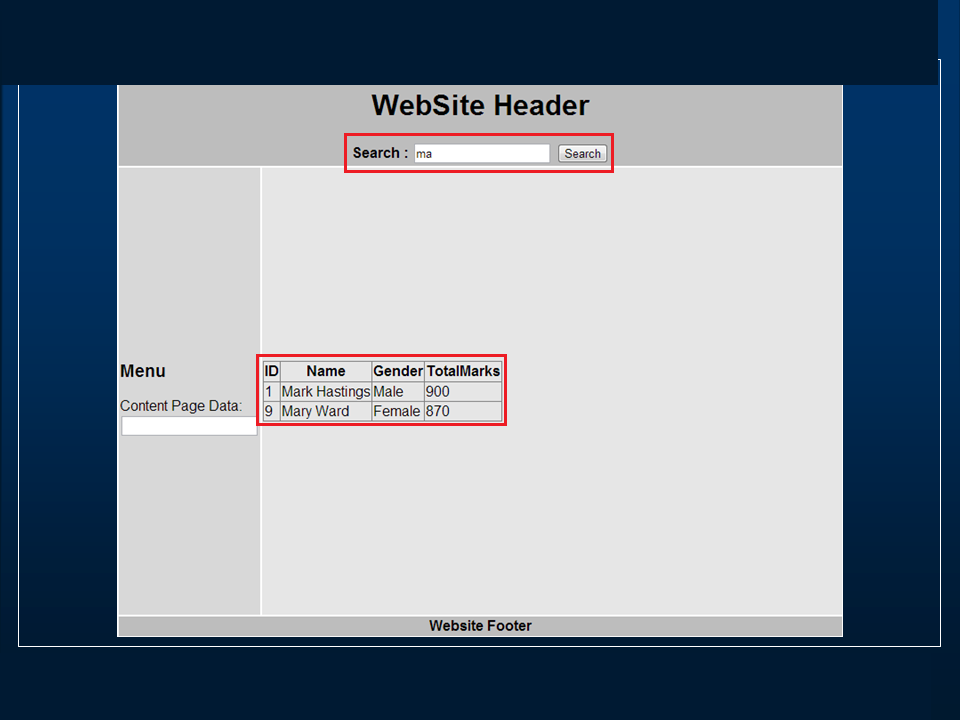 WebSite Header
Search : ma Search
Menu
Content Page Data:
ID Name Gender TotalMarks
1 Mark Hastings Male 900
9 Mary Ward Female 870
Website Footer